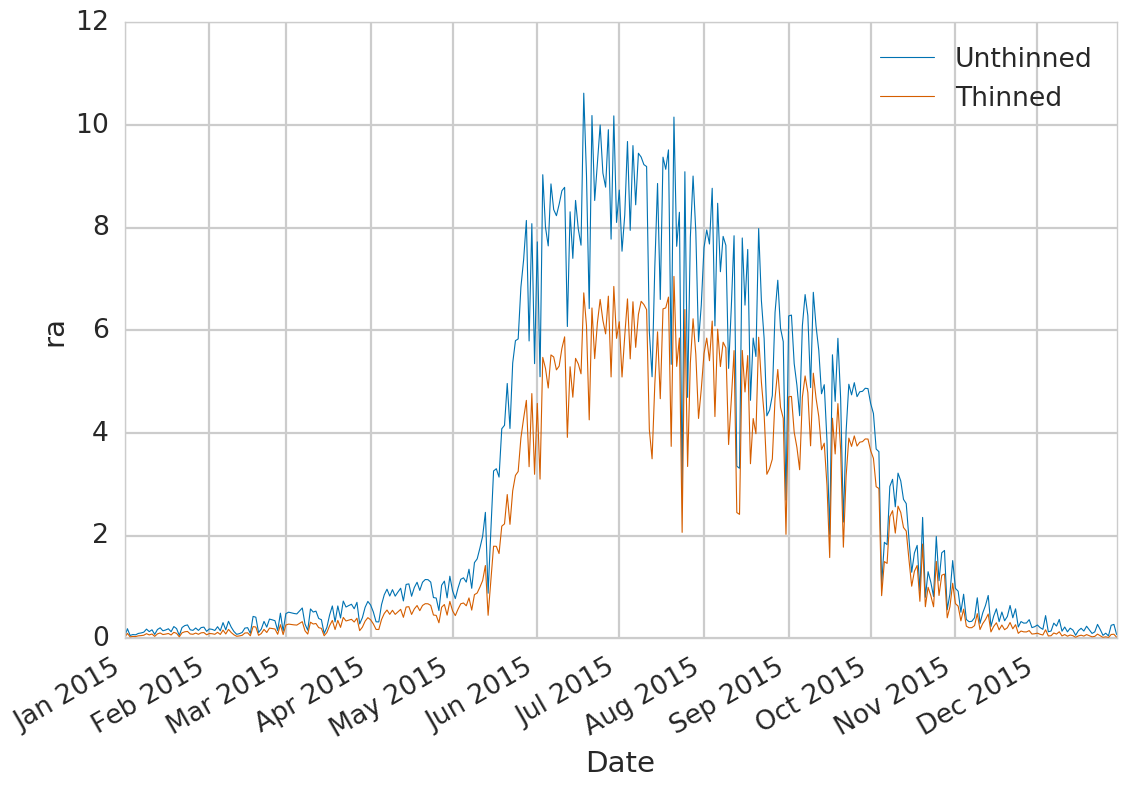 12
10
8
6
4
2
0
ra
Unthinned
Thinned
Jan 2015
Feb 2015
Mar 2015
Apr 2015
May 2015
Jun 2015
Jul 2015
Aug 2015
Sep 2015
Oct 2015
Nov 2015
Dec 2015
Date